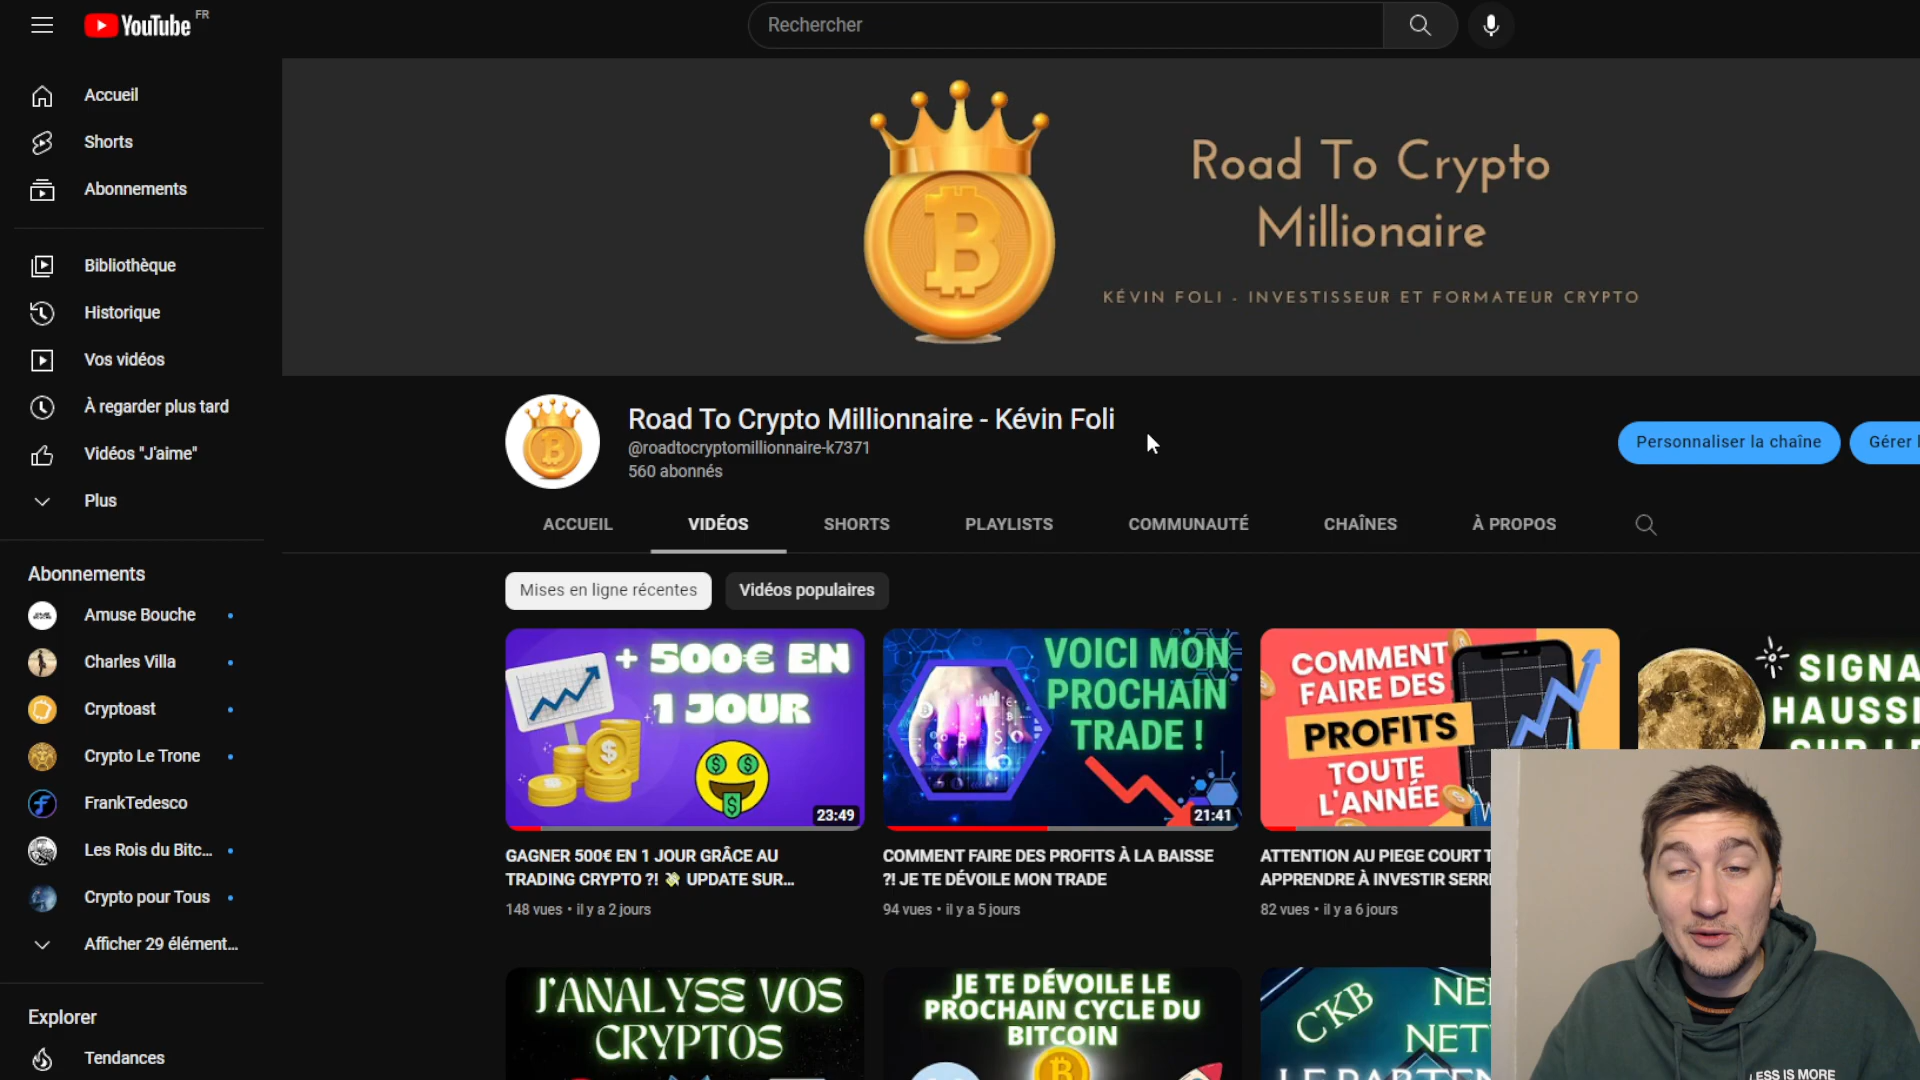 YouTube FR
Rechercher
Accueil
Shorts
Abonnements
Bibliothèque
Historique
Vos vidéos
À regarder plus tard
Vidéos "J'aime"
Plus
Abonnements
Amuse Bouche
Charles Villa
Cryptoast
Crypto Le Trone
FrankTedesco
Les Rois du Bitc...
Crypto pour Tous
Afficher 29 élément...
Explorer
Tendances
Road To Crypto
Millionaire
KÉVIN FOLI - INVESTISSEUR ET FORMATEUR CRYPTO
Road To Crypto Millionnaire - Kévin Foli
@roadtocryptomillionnaire-k7371
560 abonnés
Personnaliser la chaîne
Gérer l
ACCUEIL
VIDÉOS
SHORTS
PLAYLISTS
COMMUNAUTÉ
CHAÎNES
À PROPOS
Mises en ligne récentes
Vidéos populaires
+ 500€ EN
1 JOUR
23:49
GAGNER 500€ EN 1 JOUR GRÂCE AU
TRADING CRYPTO ?! 💸 UPDATE SUR...
148 vues • il y a 2 jours
VOICI MON
PROCHAIN
TRADE !
21:41
COMMENT FAIRE DES PROFITS À LA BAISSE
?! JE TE DÉVOILE MON TRADE
94 vues • il y a 5 jours
COMMENT
FAIRE DES
PROFITS
TOUTE
L'ANNÉE
ATTENTION AU PIEGE COURT T
APPRENDRE À INVESTIR SERR
82 vues • il y a 6 jours
SIGNA
HAUSSI
SUR LE
J'ANALYSE VOS
CRYPTOS
JE TE DÉVOILE LE
PROCHAIN CYCLE DU
BITCOIN
CKB
NE
NET
LE PARTEN
LESS IS MORE